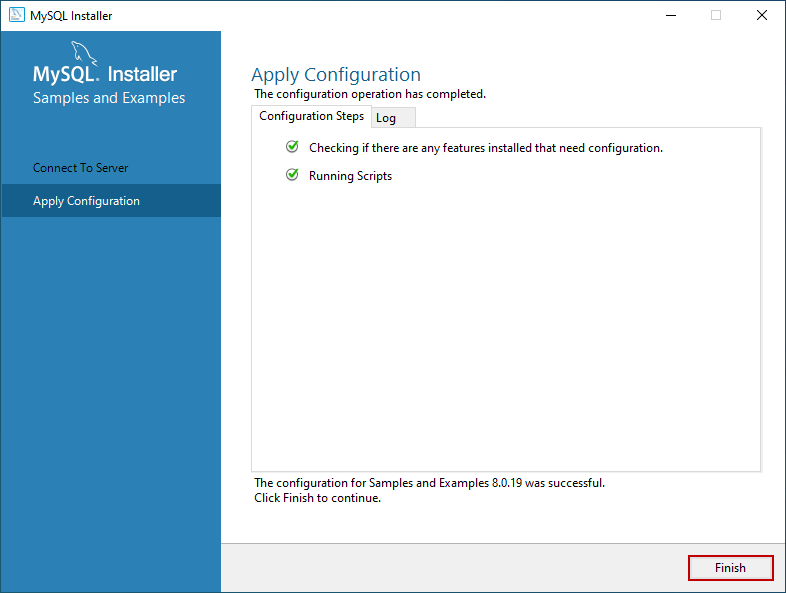 MySQL Installer
MySQL. Installer
Samples and Examples
Connect To Server
Apply Configuration
Apply Configuration
The configuration operation has completed.
Configuration Steps Log
Checking if there are any features installed that need configuration.
Running Scripts
The configuration for Samples and Examples 8.0.19 was successful.
Click Finish to continue.
Finish